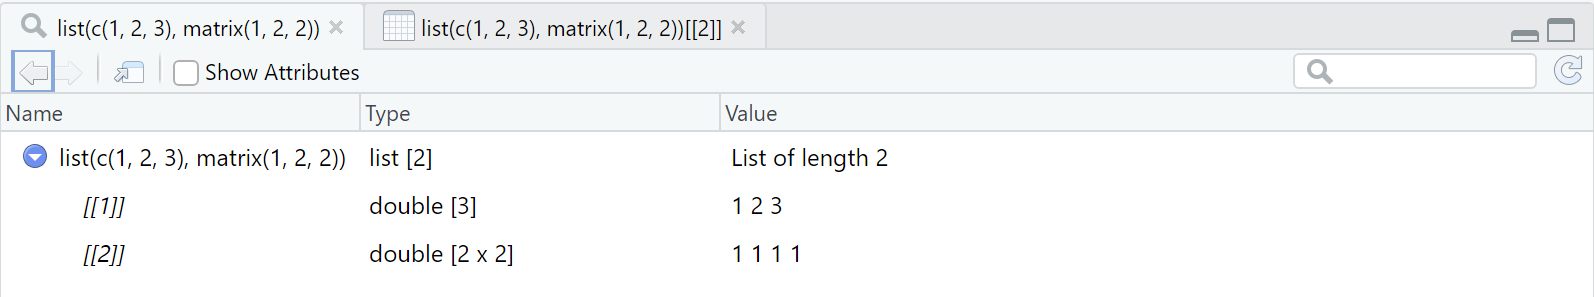 list(c(1, 2, 3), matrix(1, 2, 2)) list(c(1, 2, 3), matrix(1, 2, 2))[[2]]
Show Attributes
Name Type Value
list(c(1, 2, 3), matrix(1, 2, 2)) list [2] List of length 2
[[1]] double [3] 1 2 3
[[2]] double [2 x 2] 1 1 1 1